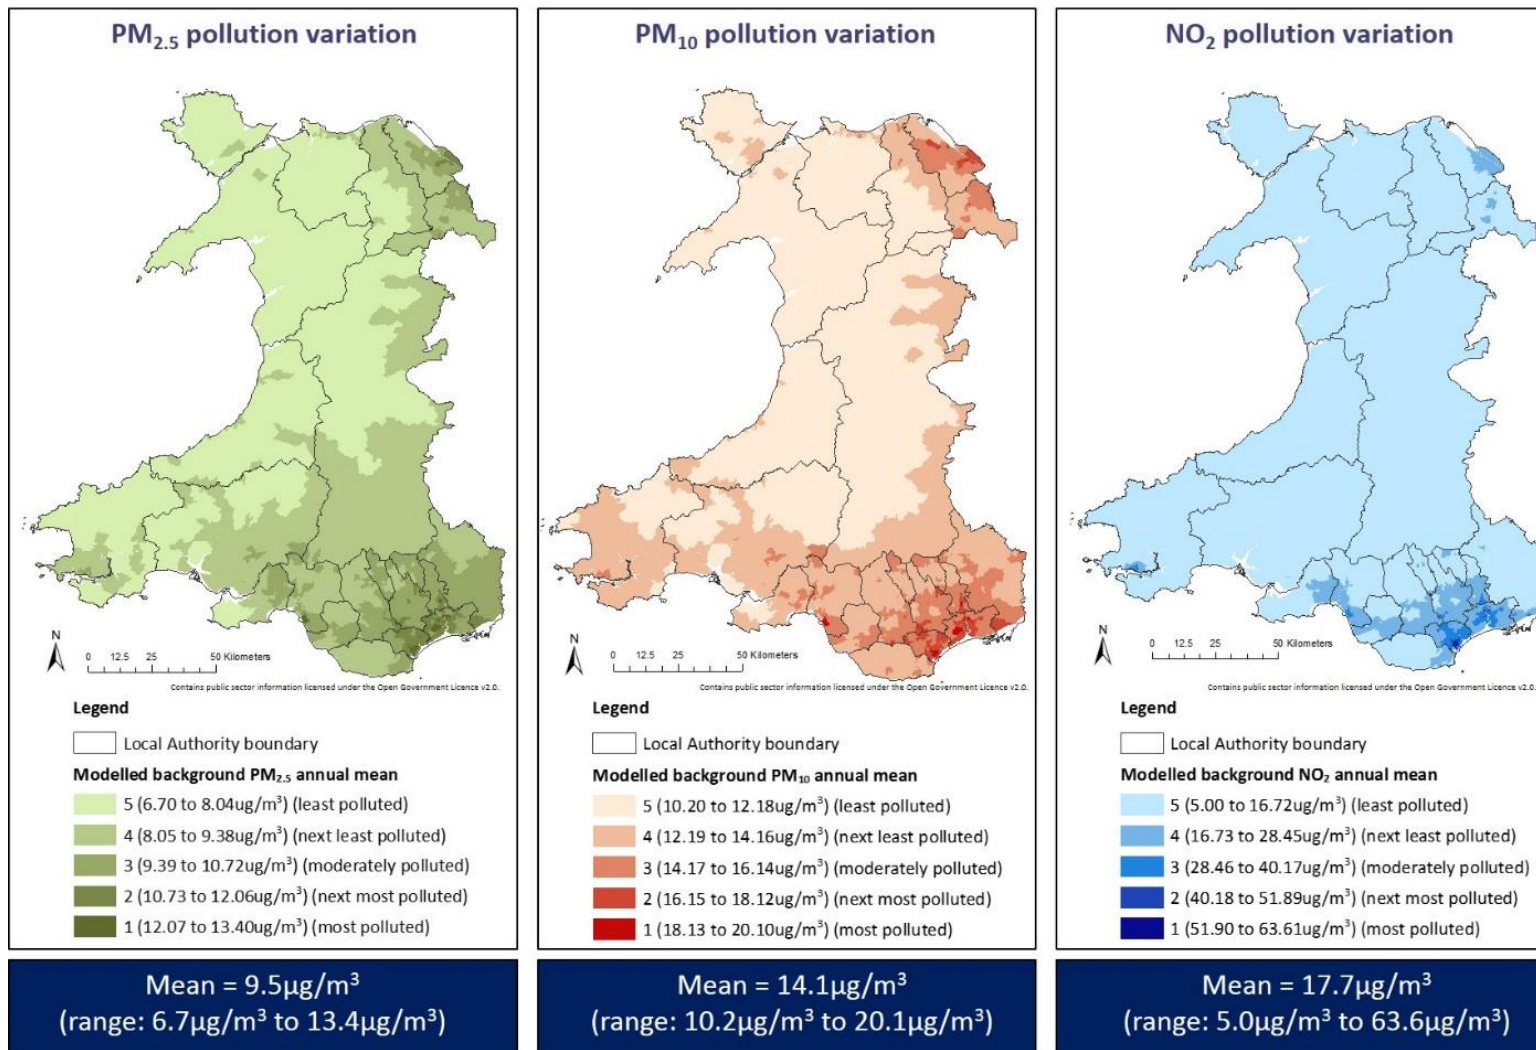 PM2.5 pollution variation
N
0 12.5 25 50 Kilometers
Contains public sector information licensed under the Open Government Licence v2.0.
Legend
Local Authority boundary
Modelled background PM2.5 annual mean
5 (6.70 to 8.04ug/m³) (least polluted)
4 (8.05 to 9.38ug/m³) (next least polluted)
3 (9.39 to 10.72ug/m³) (moderately polluted)
2 (10.73 to 12.06ug/m³) (next most polluted)
1 (12.07 to 13.40ug/m³) (most polluted)
Mean = 9.5µg/m³
(range: 6.7µg/m³ to 13.4µg/m³)
PM10 pollution variation
N
0 12.5 25 50 Kilometers
Contains public sector information licensed under the Open Government Licence v2.0.
Legend
Local Authority boundary
Modelled background PM10 annual mean
5 (10.20 to 12.18ug/m³) (least polluted)
4 (12.19 to 14.16ug/m³) (next least polluted)
3 (14.17 to 16.14ug/m³) (moderately polluted)
2 (16.15 to 18.12ug/m³) (next most polluted)
1 (18.13 to 20.10ug/m³) (most polluted)
Mean = 14.1µg/m³
(range: 10.2µg/m³ to 20.1µg/m³)
NO2 pollution variation
N
0 12.5 25 50 Kilometers
Contains public sector information licensed under the Open Government Licence v2.0.
Legend
Local Authority boundary
Modelled background NO2 annual mean
5 (5.00 to 16.72ug/m³) (least polluted)
4 (16.73 to 28.45ug/m³) (next least polluted)
3 (28.46 to 40.17ug/m³) (moderately polluted)
2 (40.18 to 51.89ug/m³) (next most polluted)
1 (51.90 to 63.61ug/m³) (most polluted)
Mean = 17.7µg/m³
(range: 5.0µg/m³ to 63.6µg/m³)